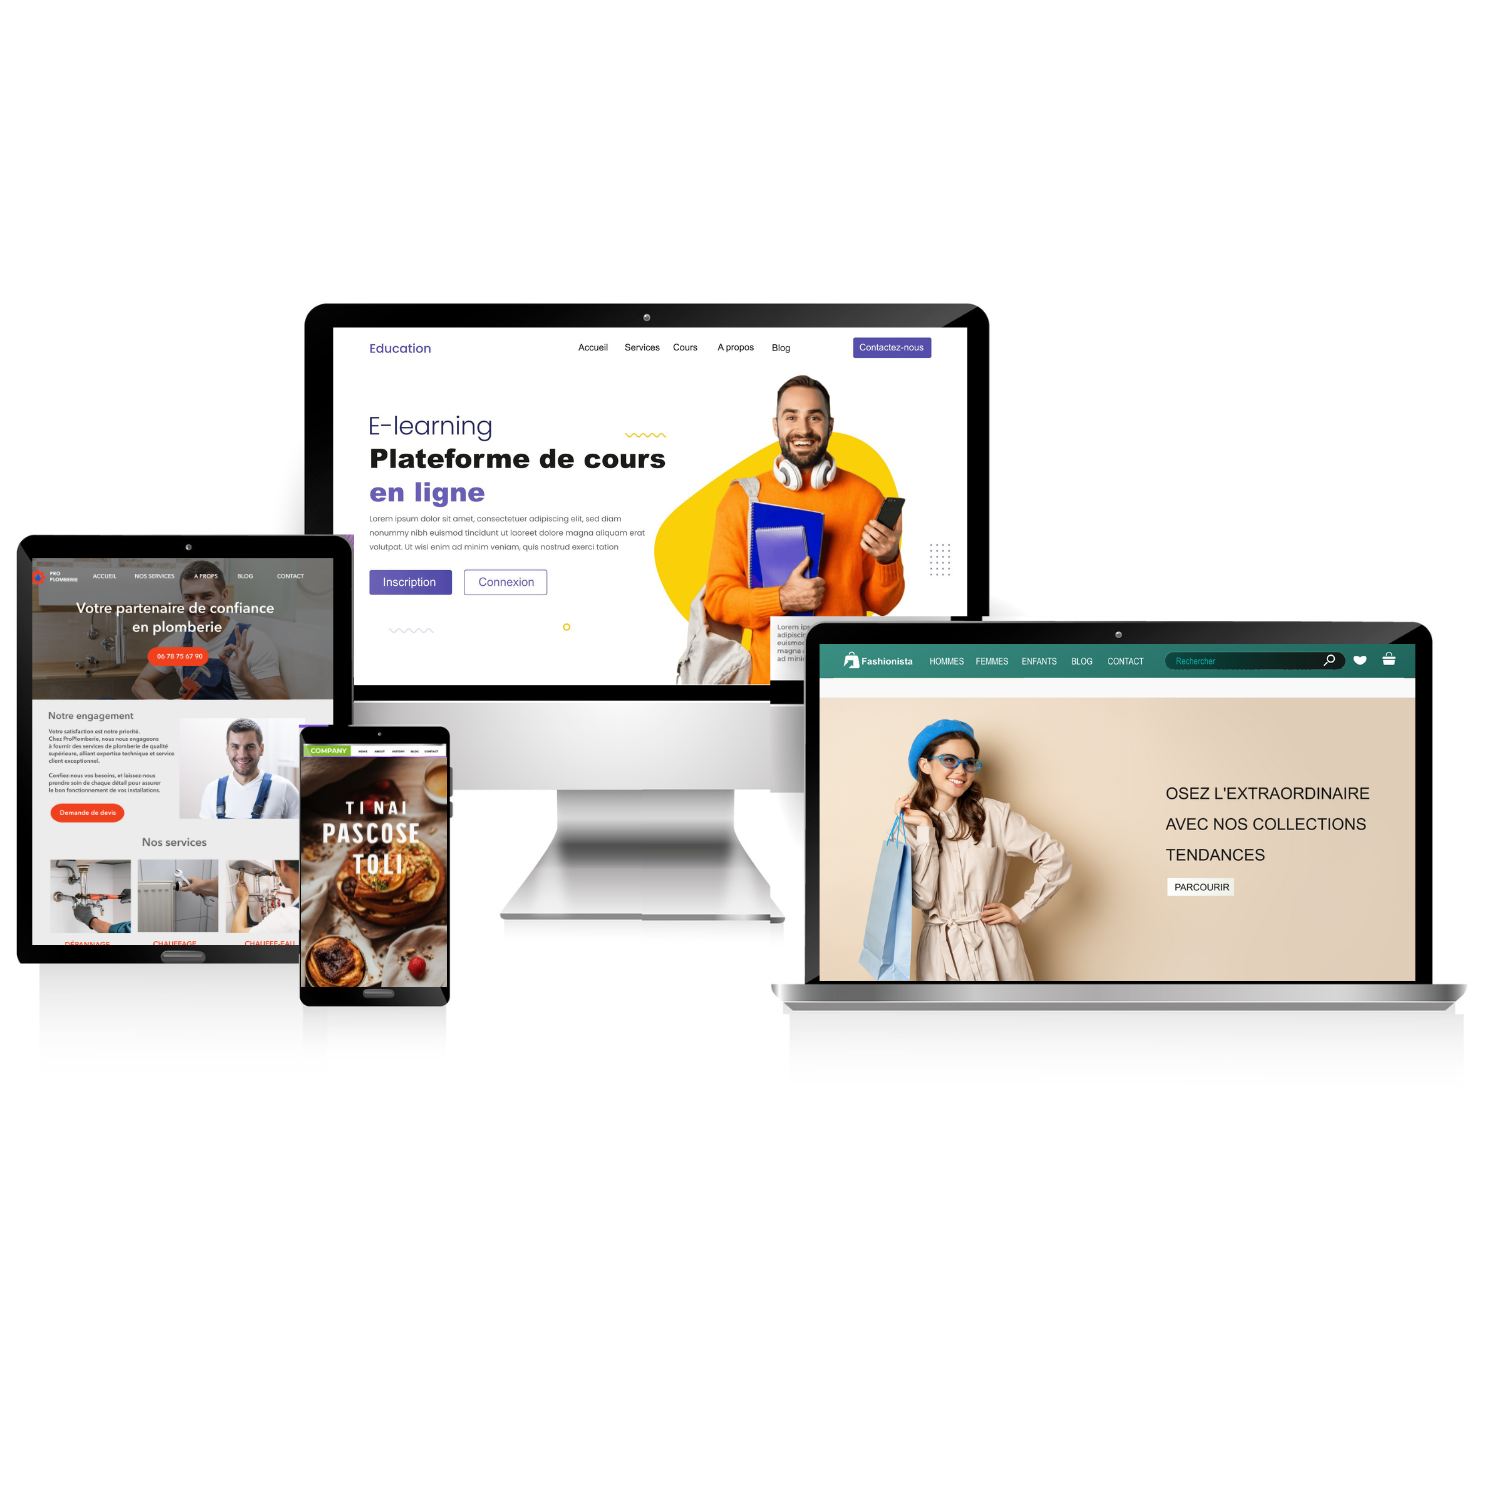 Education
Accueil Services Cours A propos Blog
Contactez-nous
E-learning
Plateforme de cours
en ligne
Lorem ipsum dolor sit amet, consectetuer adipiscing elit, sed diam
nonummy nibh euismod tincidunt ut laoreet dolore magna aliquam erat
volutpat. Ut wisi enim ad minim veniam, quis nostrud exerci tation
Inscription Connexion
Lorem ips
adipiscin
euismod
magna
ad minim
PRO
PLOMBERIE
ACCUEIL NOS SERVICES A PROPS BLOG CONTACT
Votre partenaire de confiance
en plomberie
06 78 75 67 90
Notre engagement
Votre satisfaction est notre priorité.
Chez ProPlomberie, nous nous engageons
à fournir des services de plomberie de qualité
supérieure, alliant expertise technique et service
client exceptionnel.
Confiez-nous vos besoins, et laissez-nous
prendre soin de chaque détail pour assurer
le bon fonctionnement de vos installations.
Demande de devis
Nos services
DÉPANNAGE CHAUFFAGE CHAUFFE-EAU
COMPANY
HOME ABOUT HISTORY BLOG CONTACT
TI NAI
PASCOSE
TOLI
Fashionista
HOMMES FEMMES ENFANTS BLOG CONTACT
Rechercher
OSEZ L'EXTRAORDINAIRE
AVEC NOS COLLECTIONS
TENDANCES
PARCOURIR